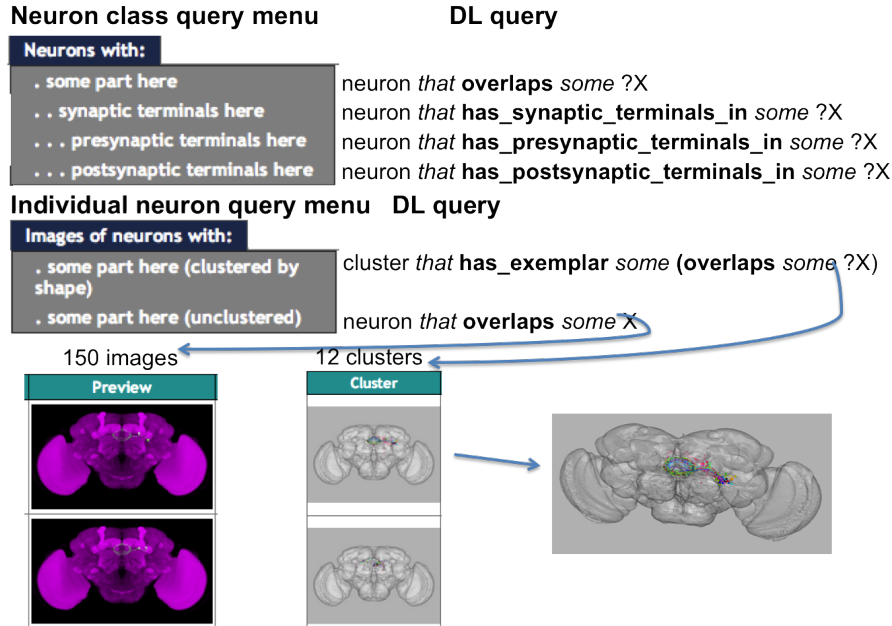 Neuron class query menu DL query
Neurons with:
. some part here neuron that overlaps some ?X
. . synaptic terminals here neuron that has_synaptic_terminals_in some ?X
. . . presynaptic terminals here neuron that has_presynaptic_terminals_in some ?X
. . . postsynaptic terminals here neuron that has_postsynaptic_terminals_in some ?X
Individual neuron query menu DL query
Images of neurons with:
. some part here (clustered by shape) cluster that has_exemplar some (overlaps some ?X)
. some part here (unclustered) neuron that overlaps some X
150 images 12 clusters
Preview Cluster